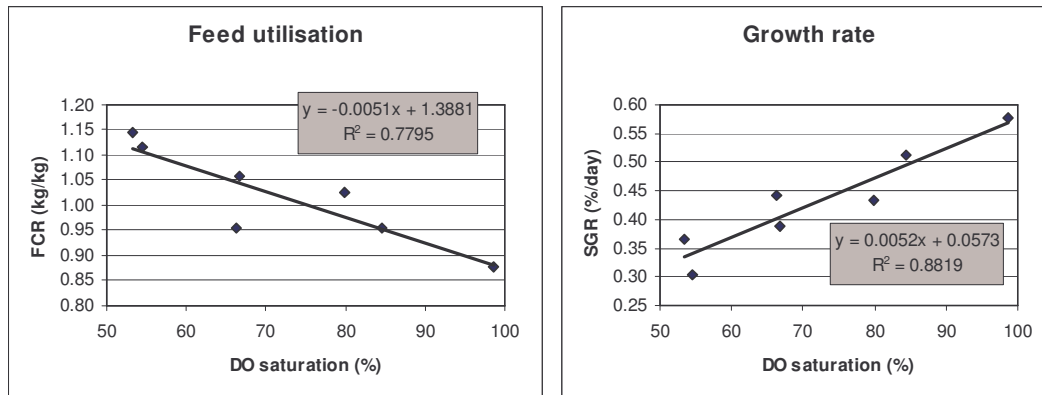 Feed utilisation
y = -0.0051x + 1.3881
R² = 0.7795
FCR (kg/kg)
1.20
1.15
1.10
1.05
1.00
0.95
0.90
0.85
0.80
50 60 70 80 90 100
DO saturation (%)
Growth rate
y = 0.0052x + 0.0573
R² = 0.8819
SGR (%/day)
0.60
0.55
0.50
0.45
0.40
0.35
0.30
0.25
50 60 70 80 90 100
DO saturation (%)